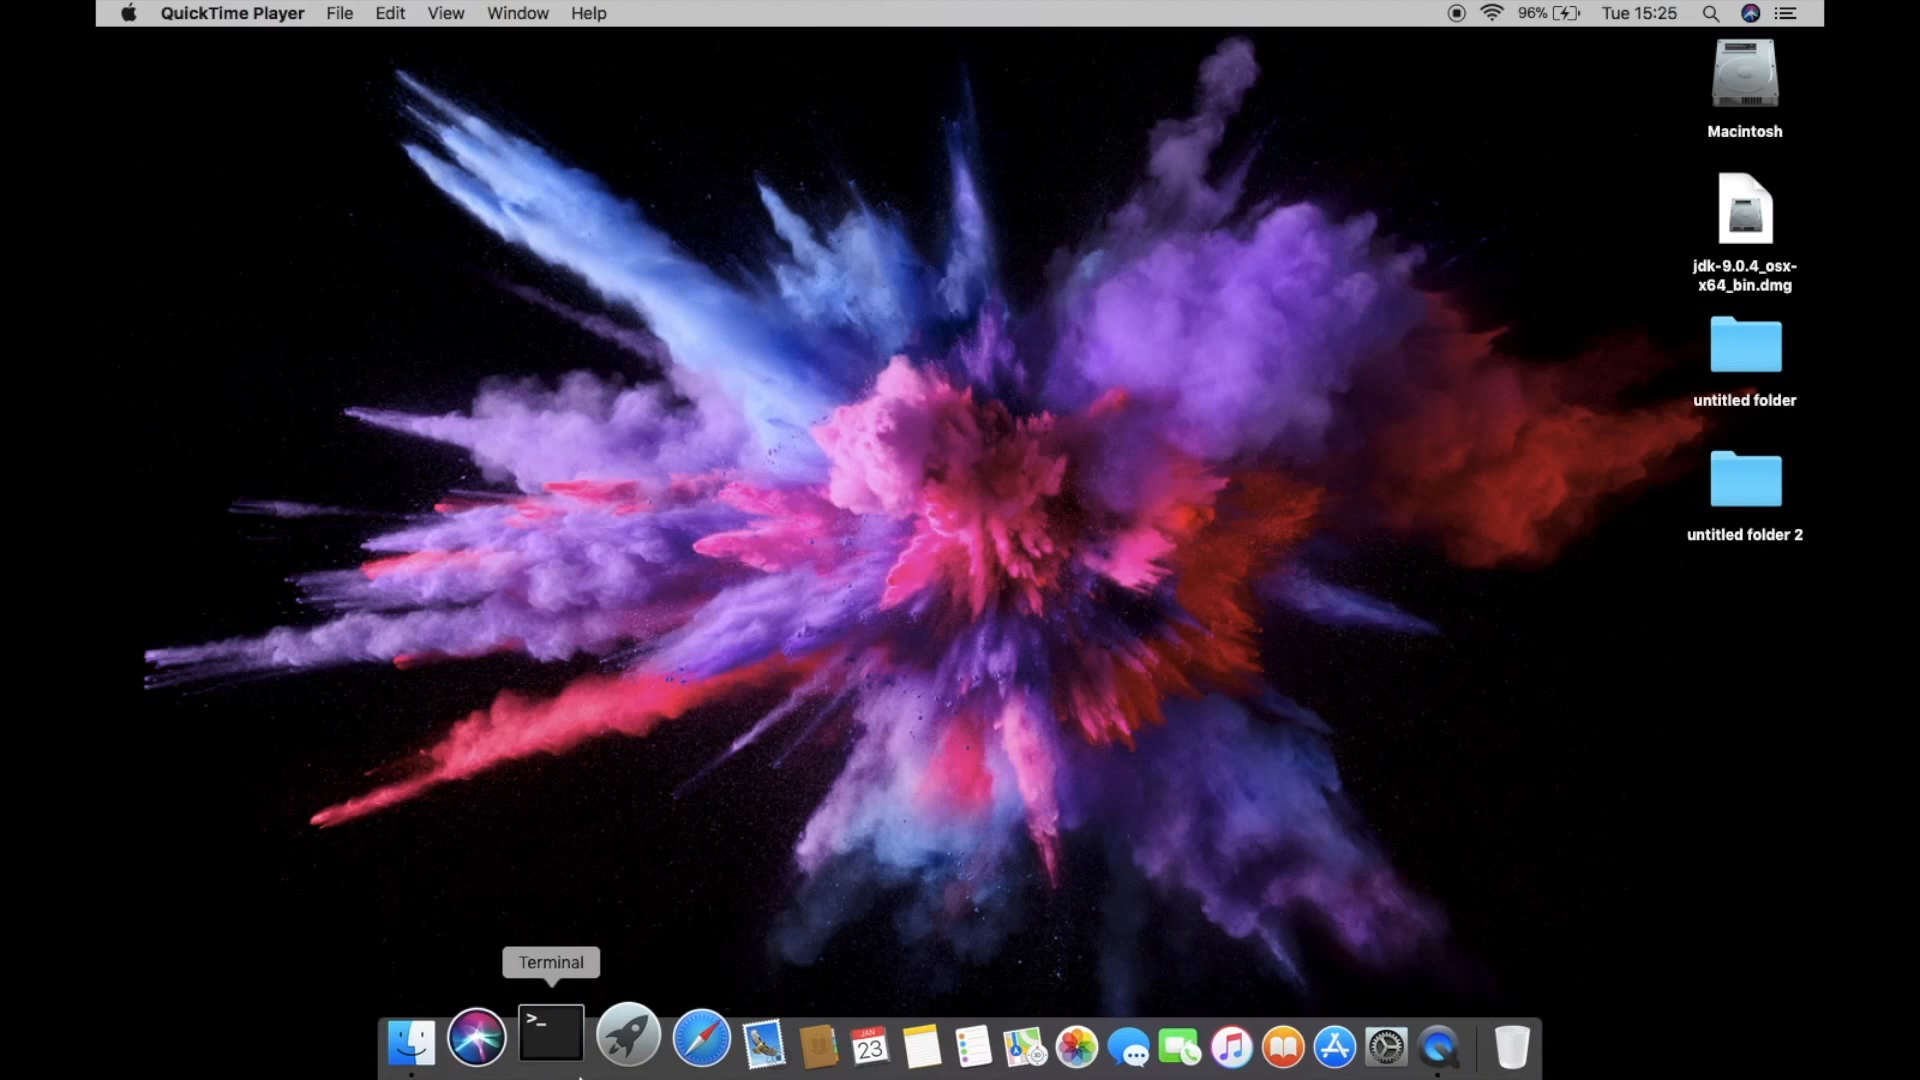 QuickTime Player File Edit View Window Help 96% Tue 15:25
Macintosh
jdk-9.0.4_osx-
x64_bin.dmg
untitled folder
untitled folder 2
Terminal
>_
JAN
23